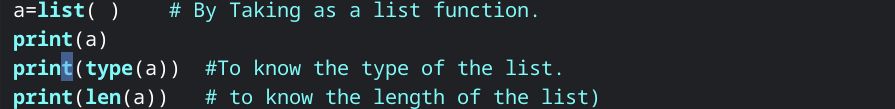 a=list( )    # By Taking as a list function.
print(a)
print(type(a))  #To know the type of the list.
print(len(a))   # to know the length of the list)